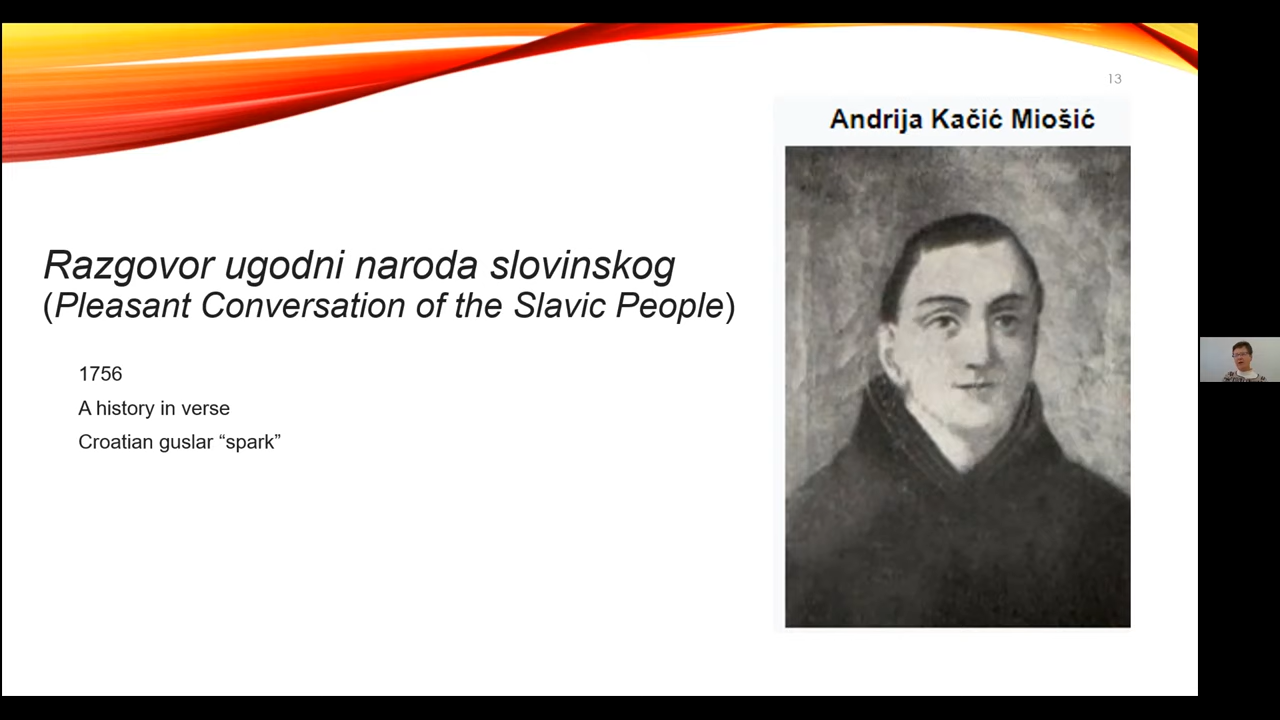 13
Andrija Kačić Miošić
Razgovor ugodni naroda slovinskog
(Pleasant Conversation of the Slavic People)
1756
A history in verse
Croatian guslar “spark”